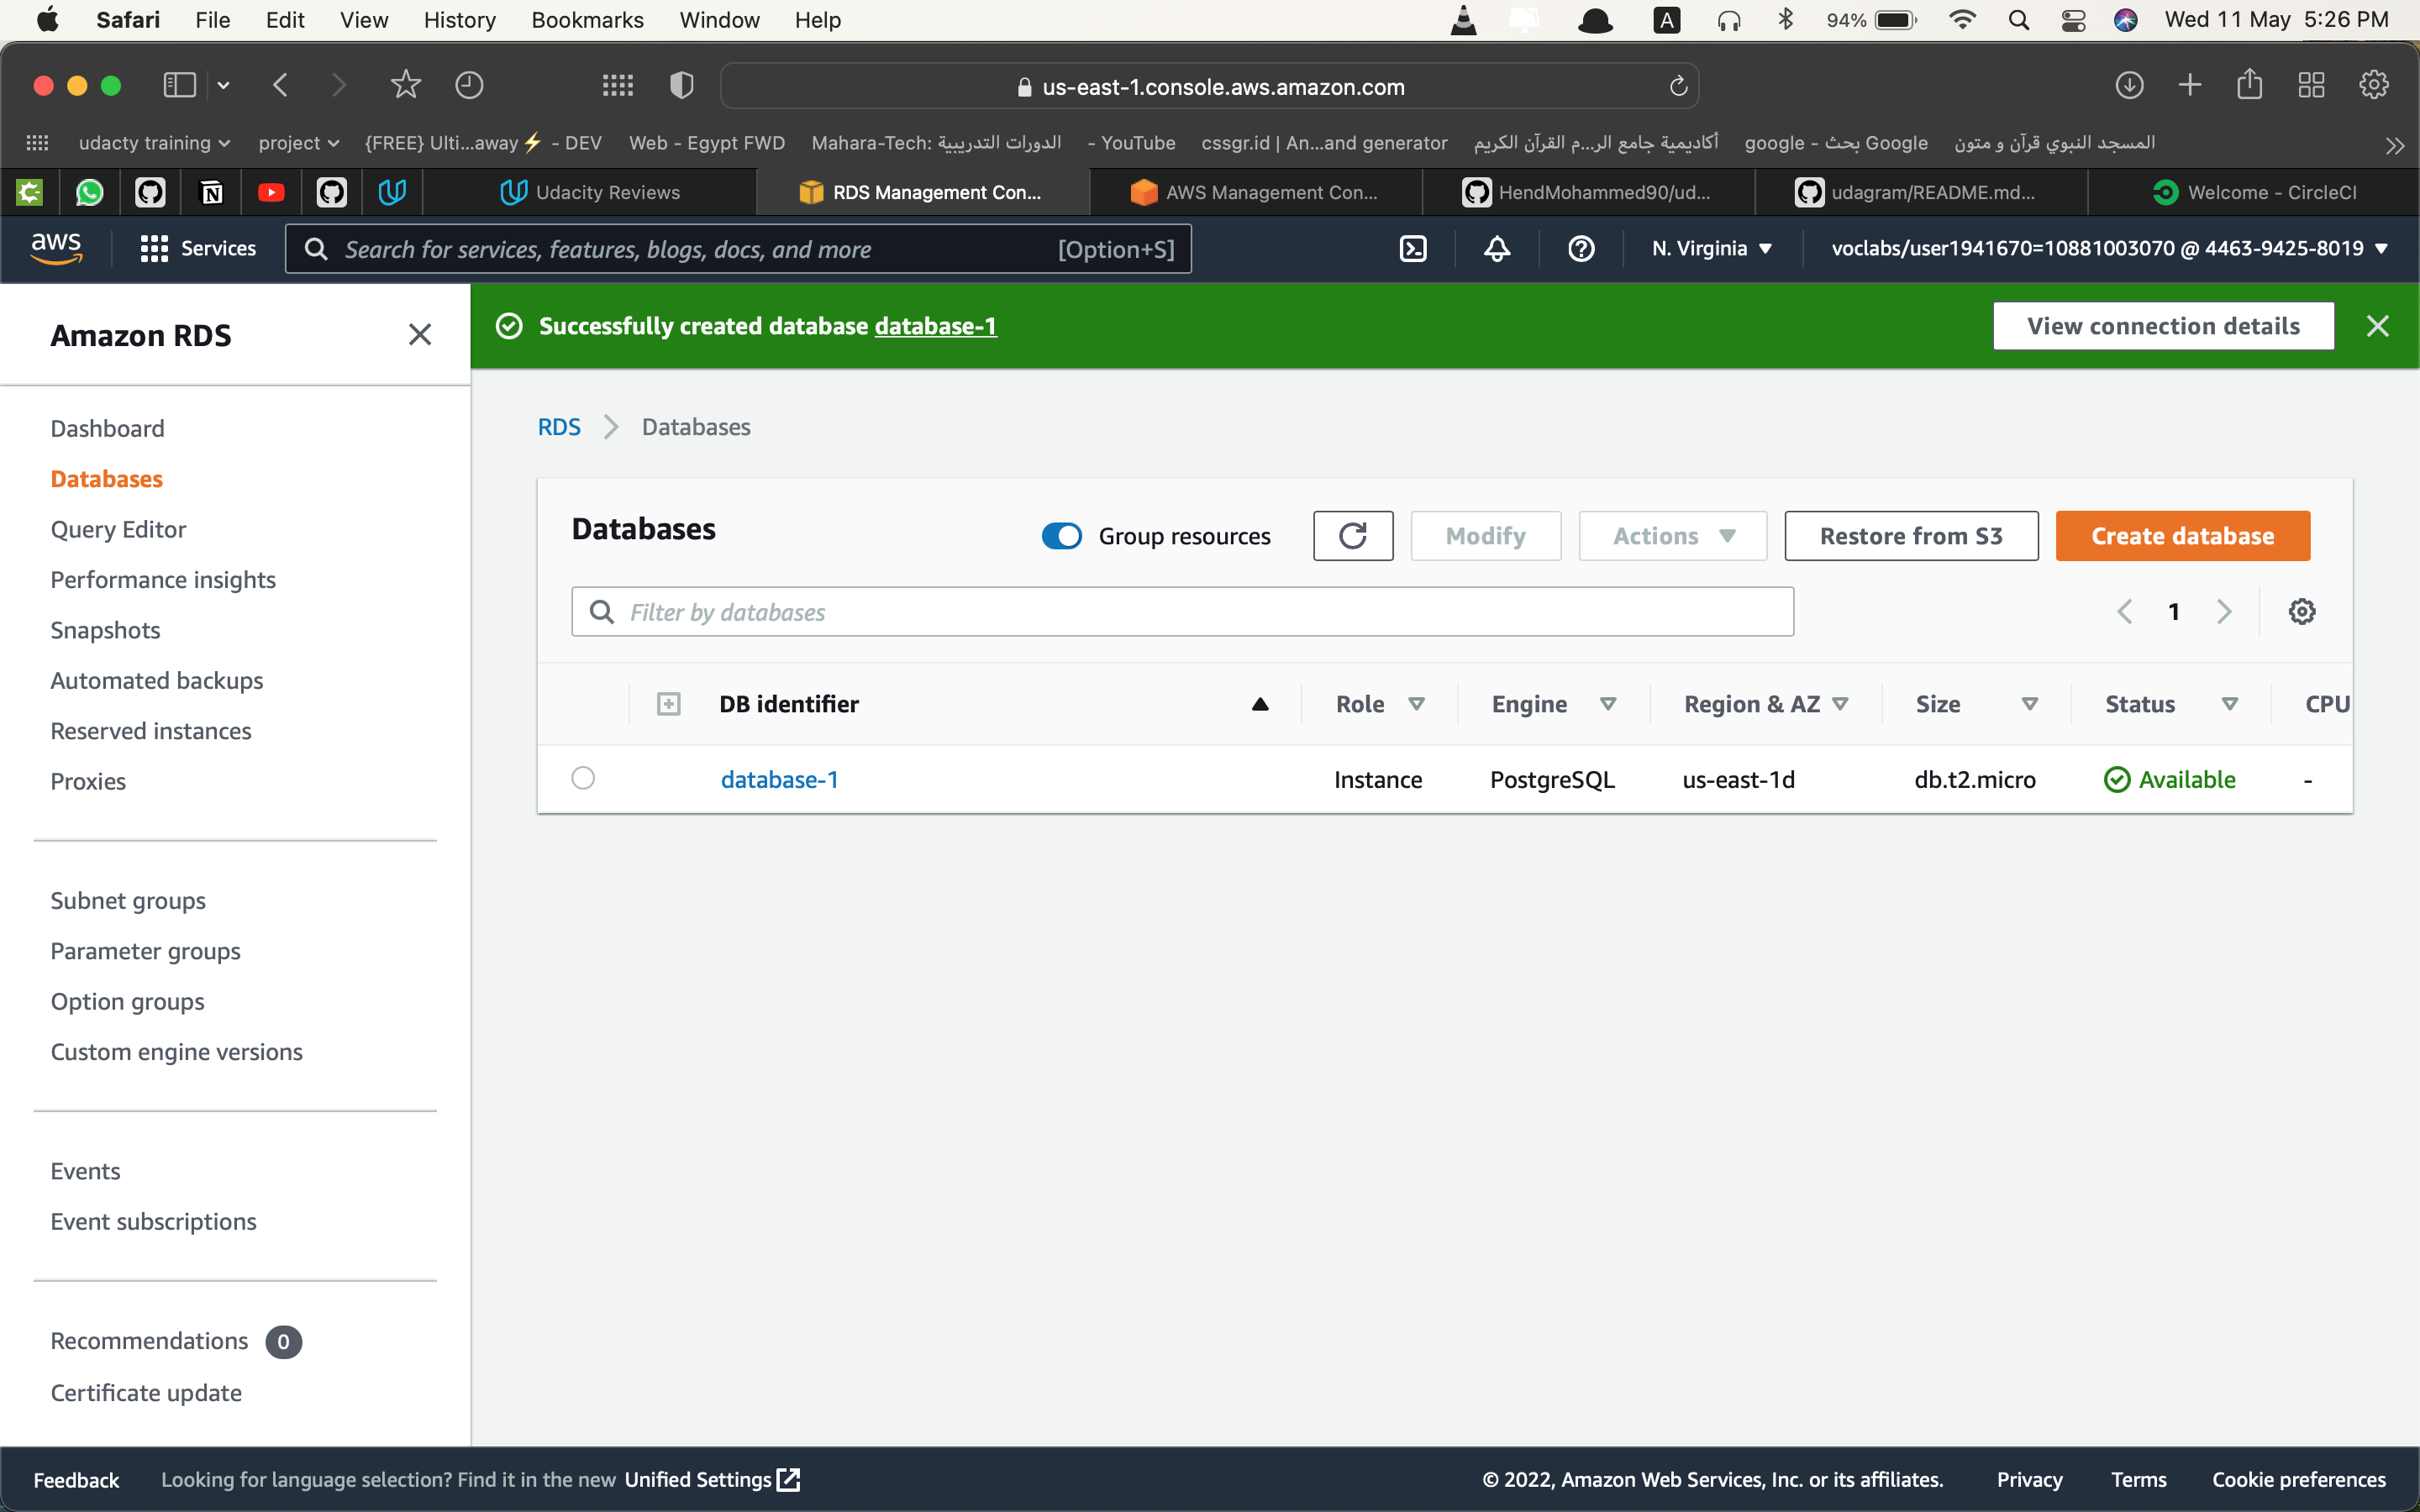 Safari File Edit View History Bookmarks Window Help A 94% Wed 11 May 5:26 PM
us-east-1.console.aws.amazon.com
udacty training project {FREE} Ulti...away⚡ - DEV Web - Egypt FWD Mahara-Tech: الدورات التدريبية - YouTube cssgr.id | An...and generator أكاديمية جامع الر...م القرآن الكريم google - بحث Google المسجد النبوي قرآن و متون
Udacity Reviews RDS Management Con... AWS Management Con... HendMohammed90/ud... udagram/README.md... Welcome - CircleCI
aws Services Search for services, features, blogs, docs, and more [Option+S] N. Virginia voclabs/user1941670=10881003070 @ 4463-9425-8019
Amazon RDS
Successfully created database database-1 View connection details
Dashboard
Databases
Query Editor
Performance insights
Snapshots
Automated backups
Reserved instances
Proxies
Subnet groups
Parameter groups
Option groups
Custom engine versions
Events
Event subscriptions
Recommendations 0
Certificate update
RDS > Databases
Databases Group resources Modify Actions Restore from S3 Create database
Filter by databases 1
DB identifier Role Engine Region & AZ Size Status CPU
database-1 Instance PostgreSQL us-east-1d db.t2.micro Available -
Feedback Looking for language selection? Find it in the new Unified Settings © 2022, Amazon Web Services, Inc. or its affiliates. Privacy Terms Cookie preferences